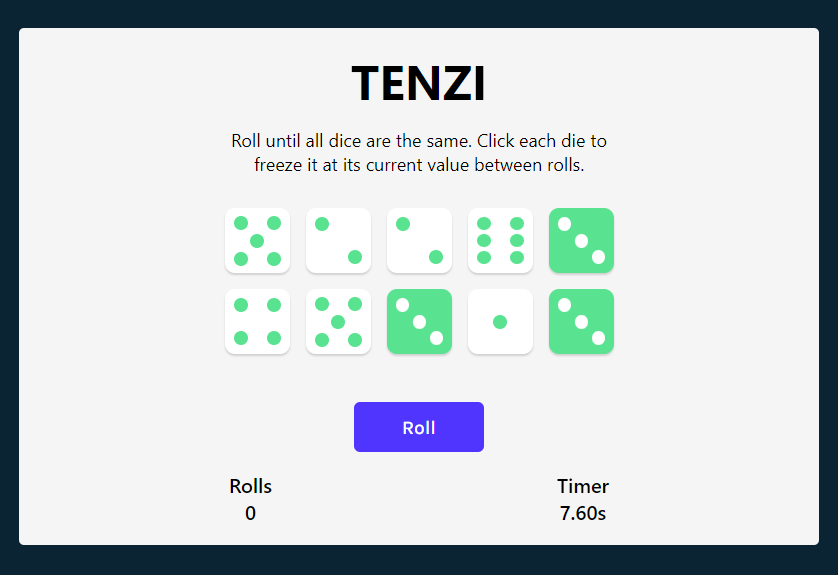 TENZI
Roll until all dice are the same. Click each die to
freeze it at its current value between rolls.
Roll
Rolls
0
Timer
7.60s